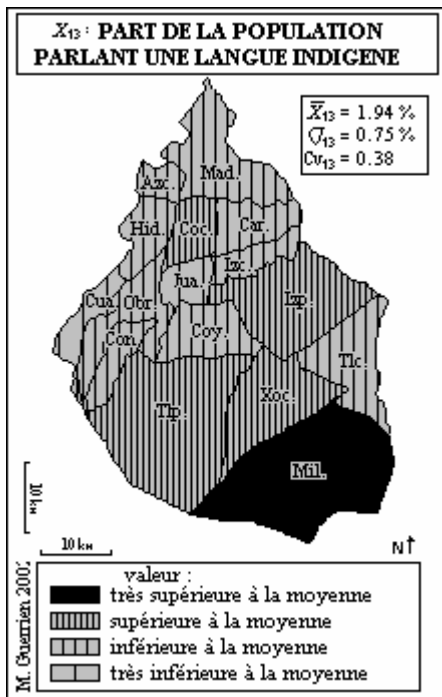 X13 : PART DE LA POPULATION
PARLANT UNE LANGUE INDIGENE
X̅13 = 1.94 %
σ13 = 0.75 %
Cv13 = 0.38
Mad.
Azc.
Hid.
Coc.
Car.
Izc.
Jua.
Cua.
Obr.
Izp.
Con.
Coy.
Tlc.
Tlp.
Xoc.
Mil.
10 km
10 km
N↑
M. Guerrien
valeur :
très supérieure à la moyenne
supérieure à la moyenne
inférieure à la moyenne
très inférieure à la moyenne